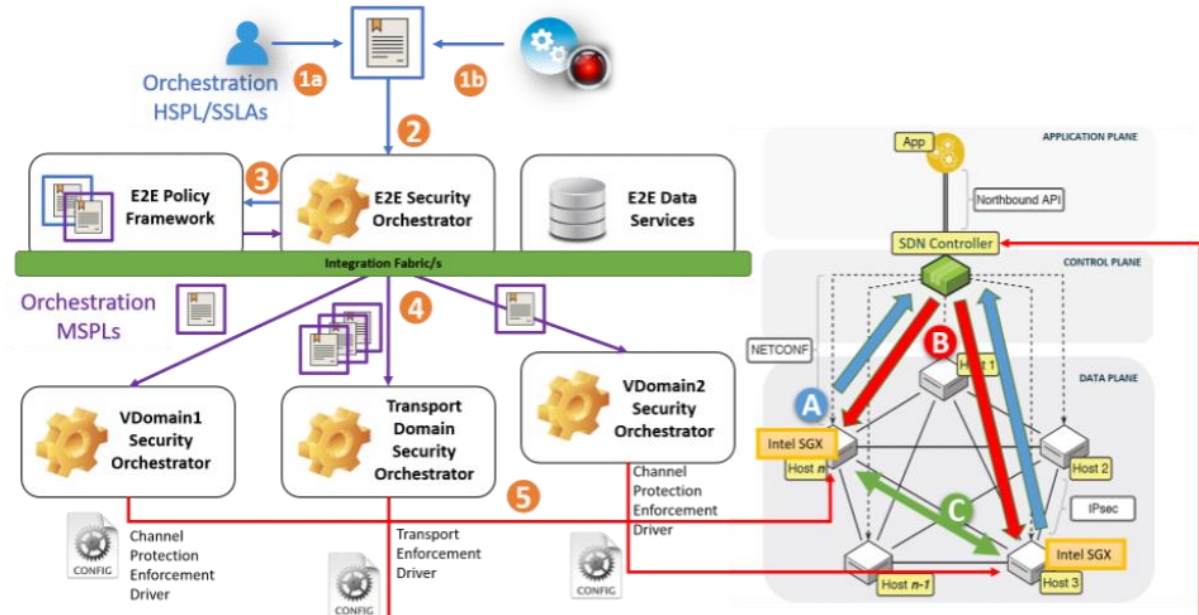 1a
1b
Orchestration
HSPL/SSLAs
2
3
E2E Policy
Framework
E2E Security
Orchestrator
E2E Data
Services
Integration Fabric/s
Orchestration
MSPLs
4
VDomain1
Security
Orchestrator
Transport
Domain
Security
Orchestrator
VDomain2
Security
Orchestrator
5
CONFIG
Channel
Protection
Enforcement
Driver
CONFIG
Transport
Enforcement
Driver
CONFIG
Channel
Protection
Enforcement
Driver
APPLICATION PLANE
App
Northbound API
SDN Controller
CONTROL PLANE
NETCONF
B
Host 1
DATA PLANE
A
Intel SGX
Host n
Host 2
C
IPsec
Intel SGX
Host n-1
Host 3